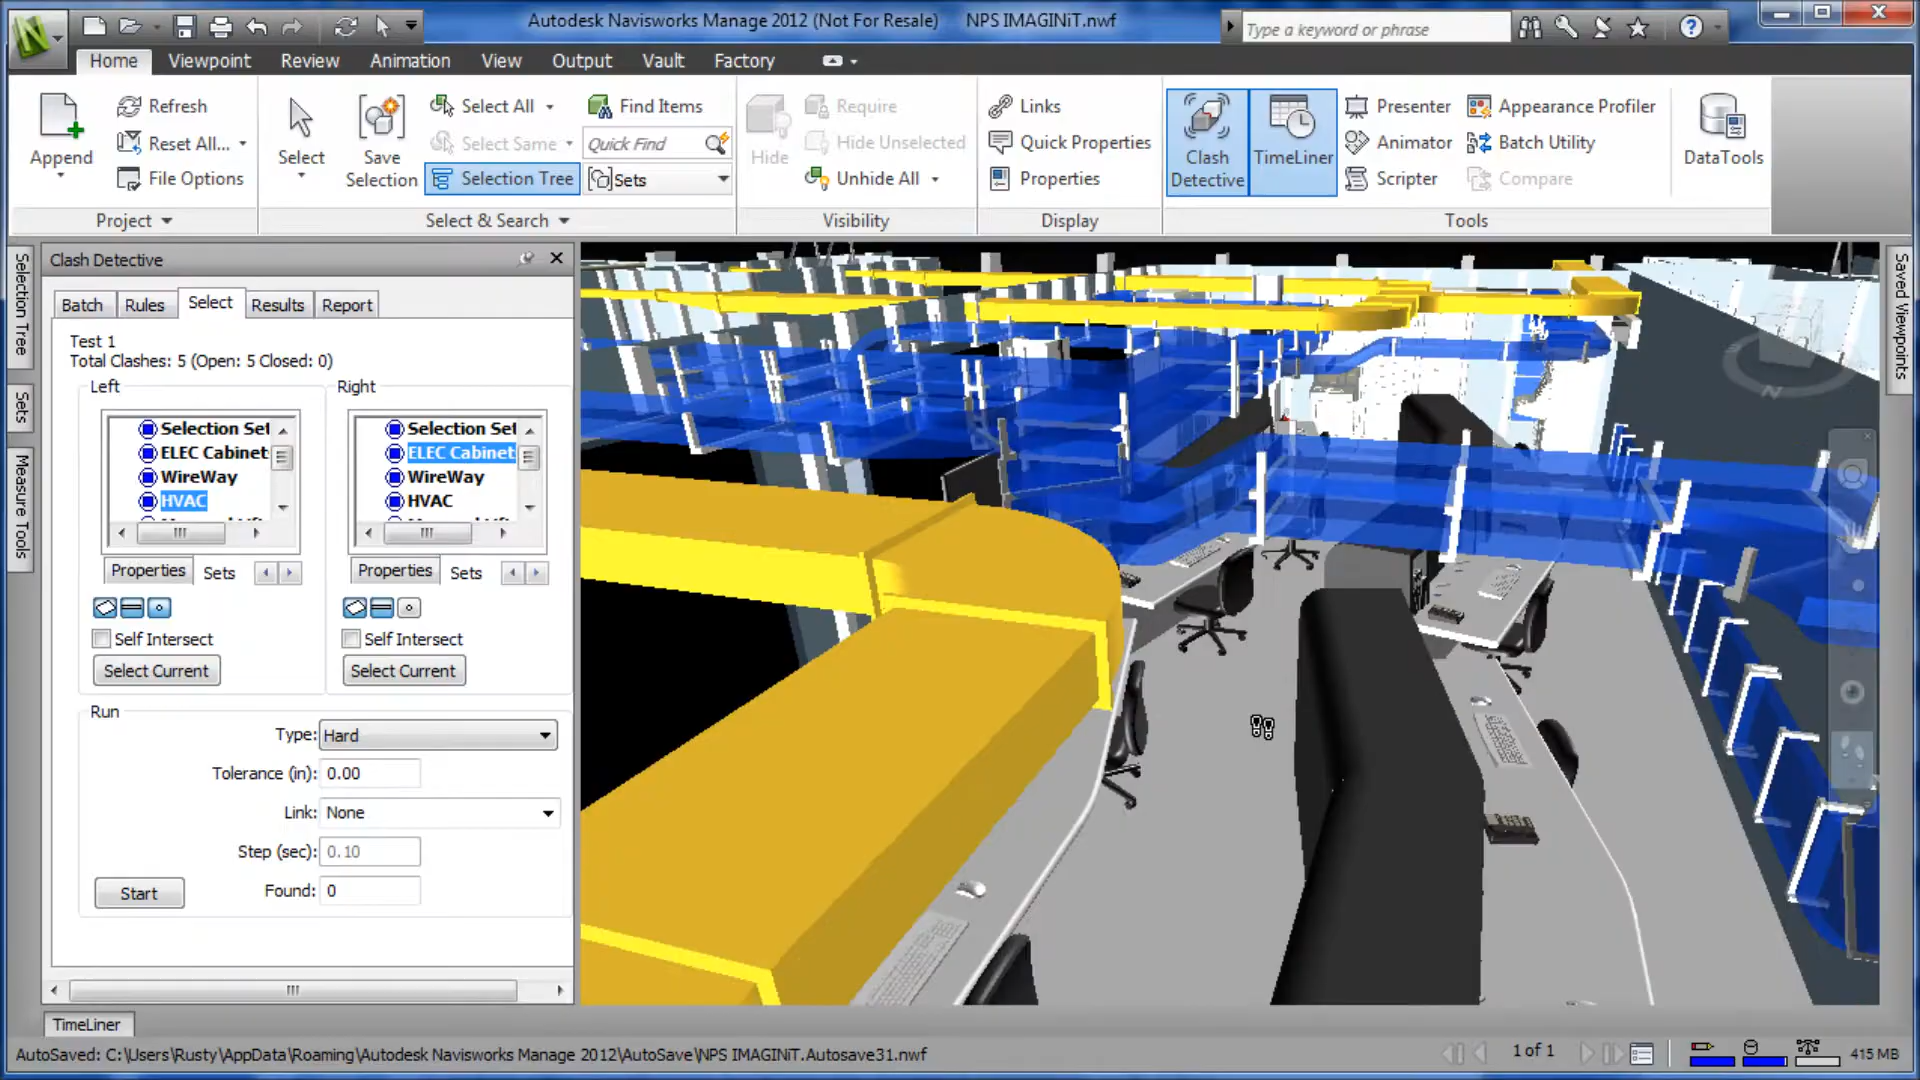 Autodesk Navisworks Manage 2012 (Not For Resale) NPS IMAGINiT.nwf
Type a keyword or phrase
Home Viewpoint Review Animation View Output Vault Factory
Append
Refresh
Reset All...
File Options
Project
Select
Save Selection
Select All
Select Same
Selection Tree
Find Items
Quick Find
Sets
Select & Search
Hide
Require
Hide Unselected
Unhide All
Visibility
Links
Quick Properties
Properties
Display
Clash Detective
TimeLiner
Presenter
Animator
Scripter
Appearance Profiler
Batch Utility
Compare
DataTools
Tools
Selection Tree
Sets
Measure Tools
Saved Viewpoints
Clash Detective
Batch Rules Select Results Report
Test 1
Total Clashes: 5 (Open: 5 Closed: 0)
Left Right
Selection Set
ELEC Cabinet
WireWay
HVAC
Selection Set
ELEC Cabinet
WireWay
HVAC
Properties Sets Properties Sets
Self Intersect Self Intersect
Select Current Select Current
Run
Type: Hard
Tolerance (in): 0.00
Link: None
Step (sec): 0.10
Start Found: 0
N
TimeLiner
AutoSaved: C:\Users\Rusty\AppData\Roaming\Autodesk Navisworks Manage 2012\AutoSave\NPS IMAGINiT.Autosave31.nwf
1 of 1
415 MB